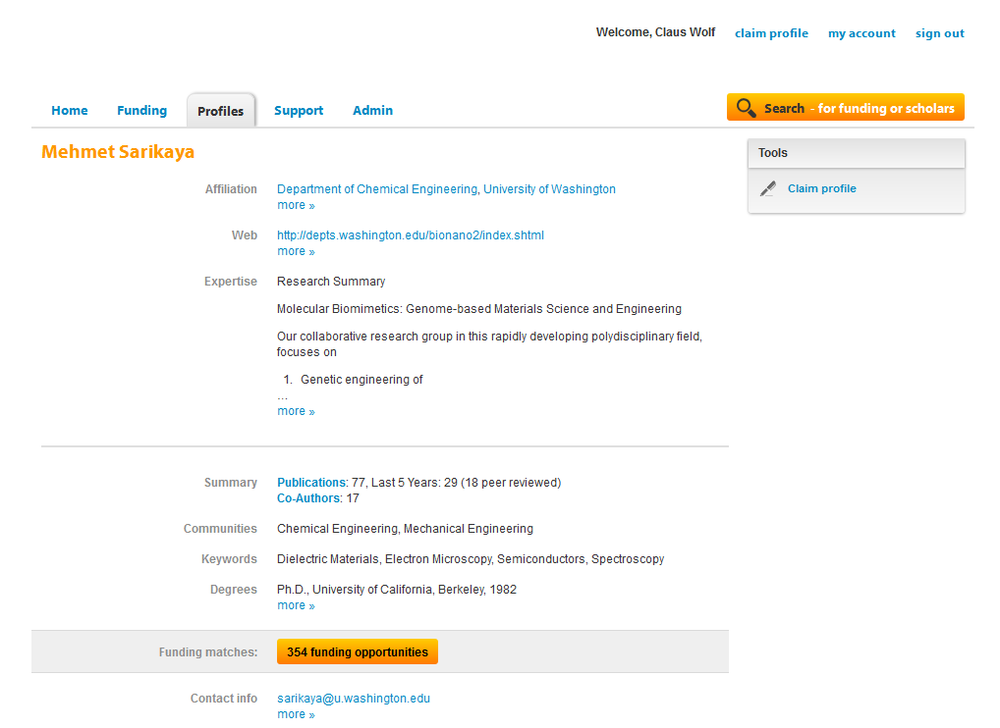 Welcome, Claus Wolf claim profile my account sign out
Home Funding Profiles Support Admin
Search - for funding or scholars
Mehmet Sarikaya
Tools
Claim profile
Affiliation Department of Chemical Engineering, University of Washington
more »
Web http://depts.washington.edu/bionano2/index.shtml
more »
Expertise Research Summary
Molecular Biomimetics: Genome-based Materials Science and Engineering
Our collaborative research group in this rapidly developing polydisciplinary field,
focuses on
1. Genetic engineering of
...
more »
Summary Publications: 77, Last 5 Years: 29 (18 peer reviewed)
Co-Authors: 17
Communities Chemical Engineering, Mechanical Engineering
Keywords Dielectric Materials, Electron Microscopy, Semiconductors, Spectroscopy
Degrees Ph.D., University of California, Berkeley, 1982
more »
Funding matches: 354 funding opportunities
Contact info sarikaya@u.washington.edu
more »